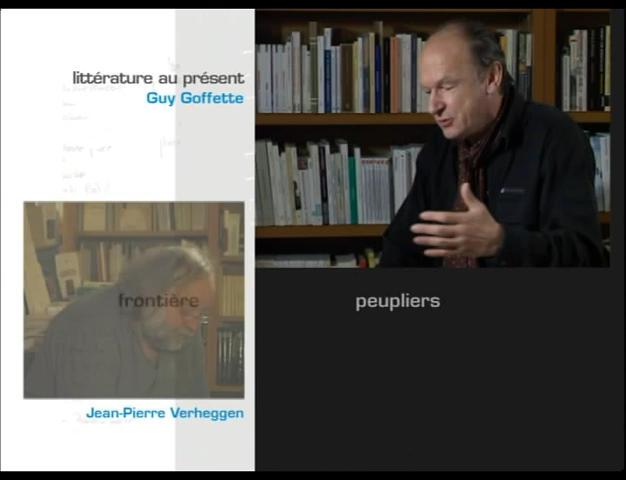 littérature au présent
Guy Goffette
frontière
peupliers
Jean-Pierre Verheggen